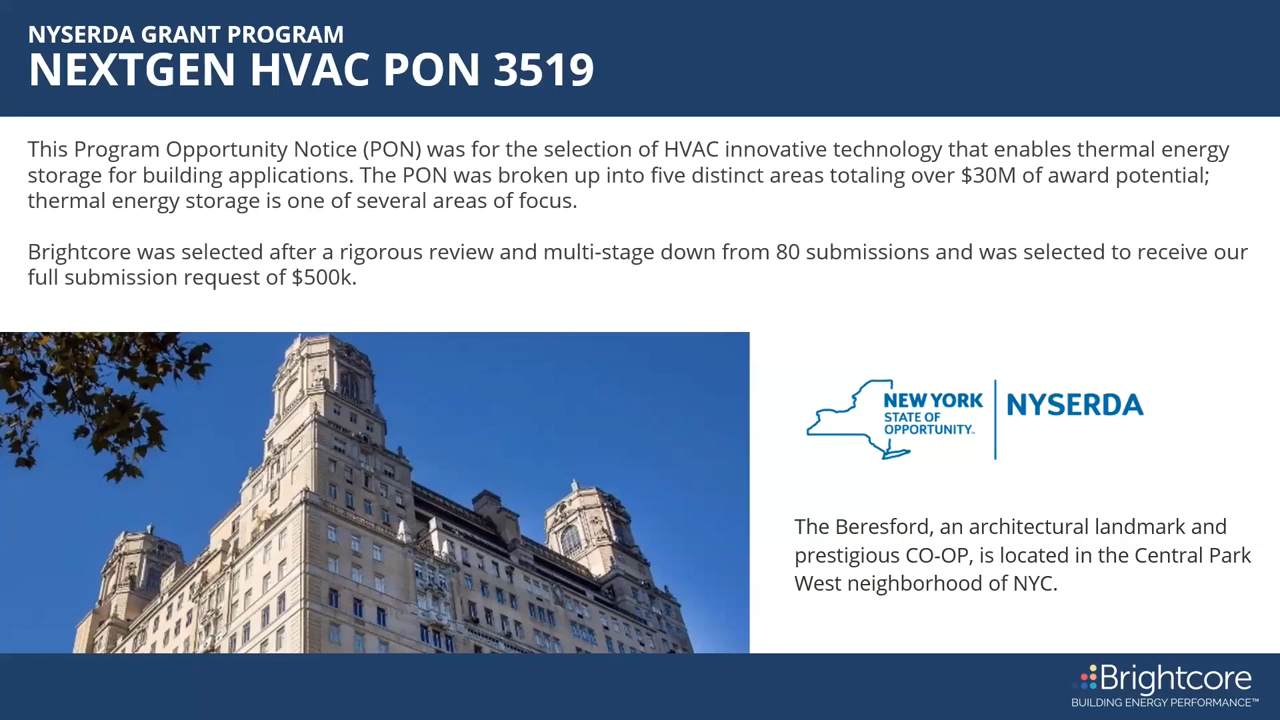 NYSERDA GRANT PROGRAM
NEXTGEN HVAC PON 3519
This Program Opportunity Notice (PON) was for the selection of HVAC innovative technology that enables thermal energy
storage for building applications. The PON was broken up into five distinct areas totaling over $30M of award potential;
thermal energy storage is one of several areas of focus.
Brightcore was selected after a rigorous review and multi-stage down from 80 submissions and was selected to receive our
full submission request of $500k.
NEW YORK
STATE OF
OPPORTUNITY™
NYSERDA
The Beresford, an architectural landmark and
prestigious CO-OP, is located in the Central Park
West neighborhood of NYC.
Brightcore
BUILDING ENERGY PERFORMANCE™